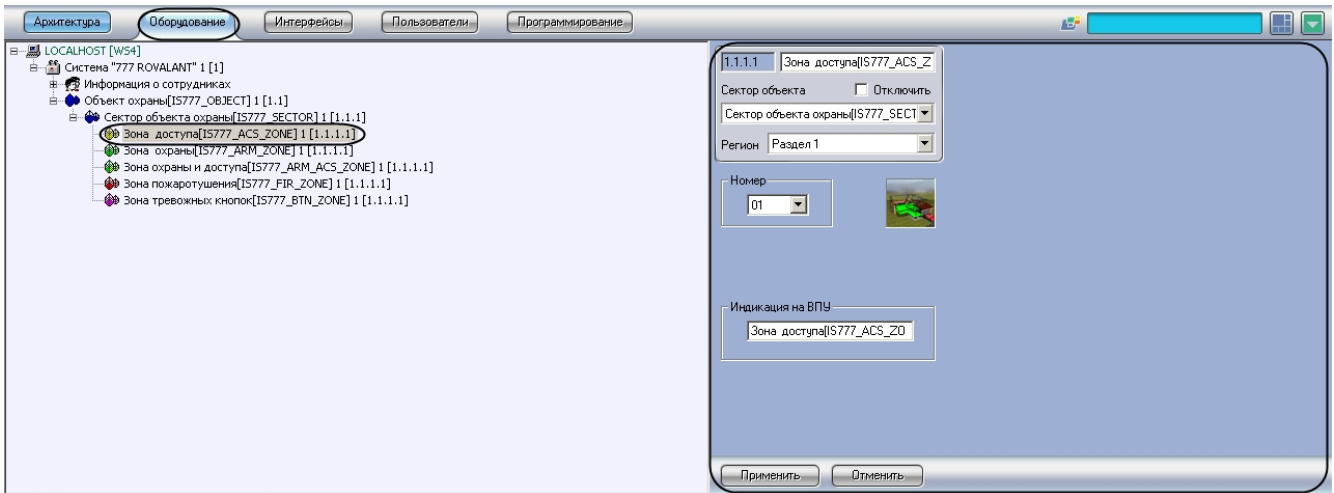 Архитектура Оборудование Интерфейсы Пользователи Программирование
LOCALHOST [WS4]
Система "777 ROVALANT" 1 [1]
Информация о сотрудниках
Объект охраны[IS777_OBJECT] 1 [1.1]
Сектор объекта охраны[IS777_SECTOR] 1 [1.1.1]
Зона доступа[IS777_ACS_ZONE] 1 [1.1.1.1]
Зона охраны[IS777_ARM_ZONE] 1 [1.1.1.1]
Зона охраны и доступа[IS777_ARM_ACS_ZONE] 1 [1.1.1.1]
Зона пожаротушения[IS777_FIR_ZONE] 1 [1.1.1.1]
Зона тревожных кнопок[IS777_BTN_ZONE] 1 [1.1.1.1]
1.1.1.1 Зона доступа[IS777_ACS_Z
Сектор объекта Отключить
Сектор объекта охраны[IS777_SECT
Регион Раздел 1
Номер
01
Индикация на ВПУ
Зона доступа[IS777_ACS_ZO
Применить Отменить